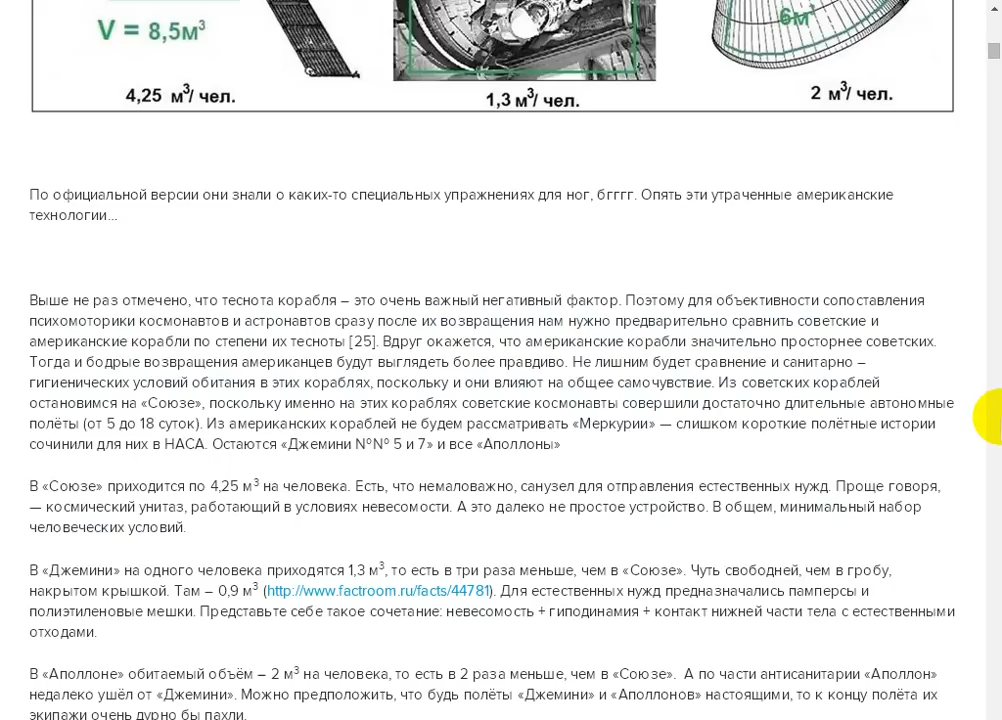 V = 8,5м³
6м³
4,25 м³/ чел.
1,3 м³/ чел.
2 м³/ чел.
По официальной версии они знали о каких-то специальных упражнениях для ног, бгггг. Опять эти утраченные американские
технологии...
Выше не раз отмечено, что теснота корабля – это очень важный негативный фактор. Поэтому для объективности сопоставления
психомоторики космонавтов и астронавтов сразу после их возвращения нам нужно предварительно сравнить советские и
американские корабли по степени их тесноты [25]. Вдруг окажется, что американские корабли значительно просторнее советских.
Тогда и бодрые возвращения американцев будут выглядеть более правдиво. Не лишним будет сравнение и санитарно –
гигиенических условий обитания в этих кораблях, поскольку и они влияют на общее самочувствие. Из советских кораблей
остановимся на «Союзе», поскольку именно на этих кораблях советские космонавты совершили достаточно длительные автономные
полёты (от 5 до 18 суток). Из американских кораблей не будем рассматривать «Меркурии» — слишком короткие полётные истории
сочинили для них в НАСА. Остаются «Джемини №№ 5 и 7» и все «Аполлоны»
В «Союзе» приходится по 4,25 м³ на человека. Есть, что немаловажно, санузел для отправления естественных нужд. Проще говоря,
— космический унитаз, работающий в условиях невесомости. А это далеко не простое устройство. В общем, минимальный набор
человеческих условий.
В «Джемини» на одного человека приходятся 1,3 м³, то есть в три раза меньше, чем в «Союзе». Чуть свободней, чем в гробу,
накрытом крышкой. Там – 0,9 м³ (http://www.factroom.ru/facts/44781). Для естественных нужд предназначались памперсы и
полиэтиленовые мешки. Представьте себе такое сочетание: невесомость + гиподинамия + контакт нижней части тела с естественными
отходами.
В «Аполлоне» обитаемый объём – 2 м³ на человека, то есть в 2 раза меньше, чем в «Союзе». А по части антисанитарии «Аполлон»
недалеко ушёл от «Джемини». Можно предположить, что будь полёты «Джемини» и «Аполлонов» настоящими, то к концу полёта их
экипажи очень дурно бы пахли.